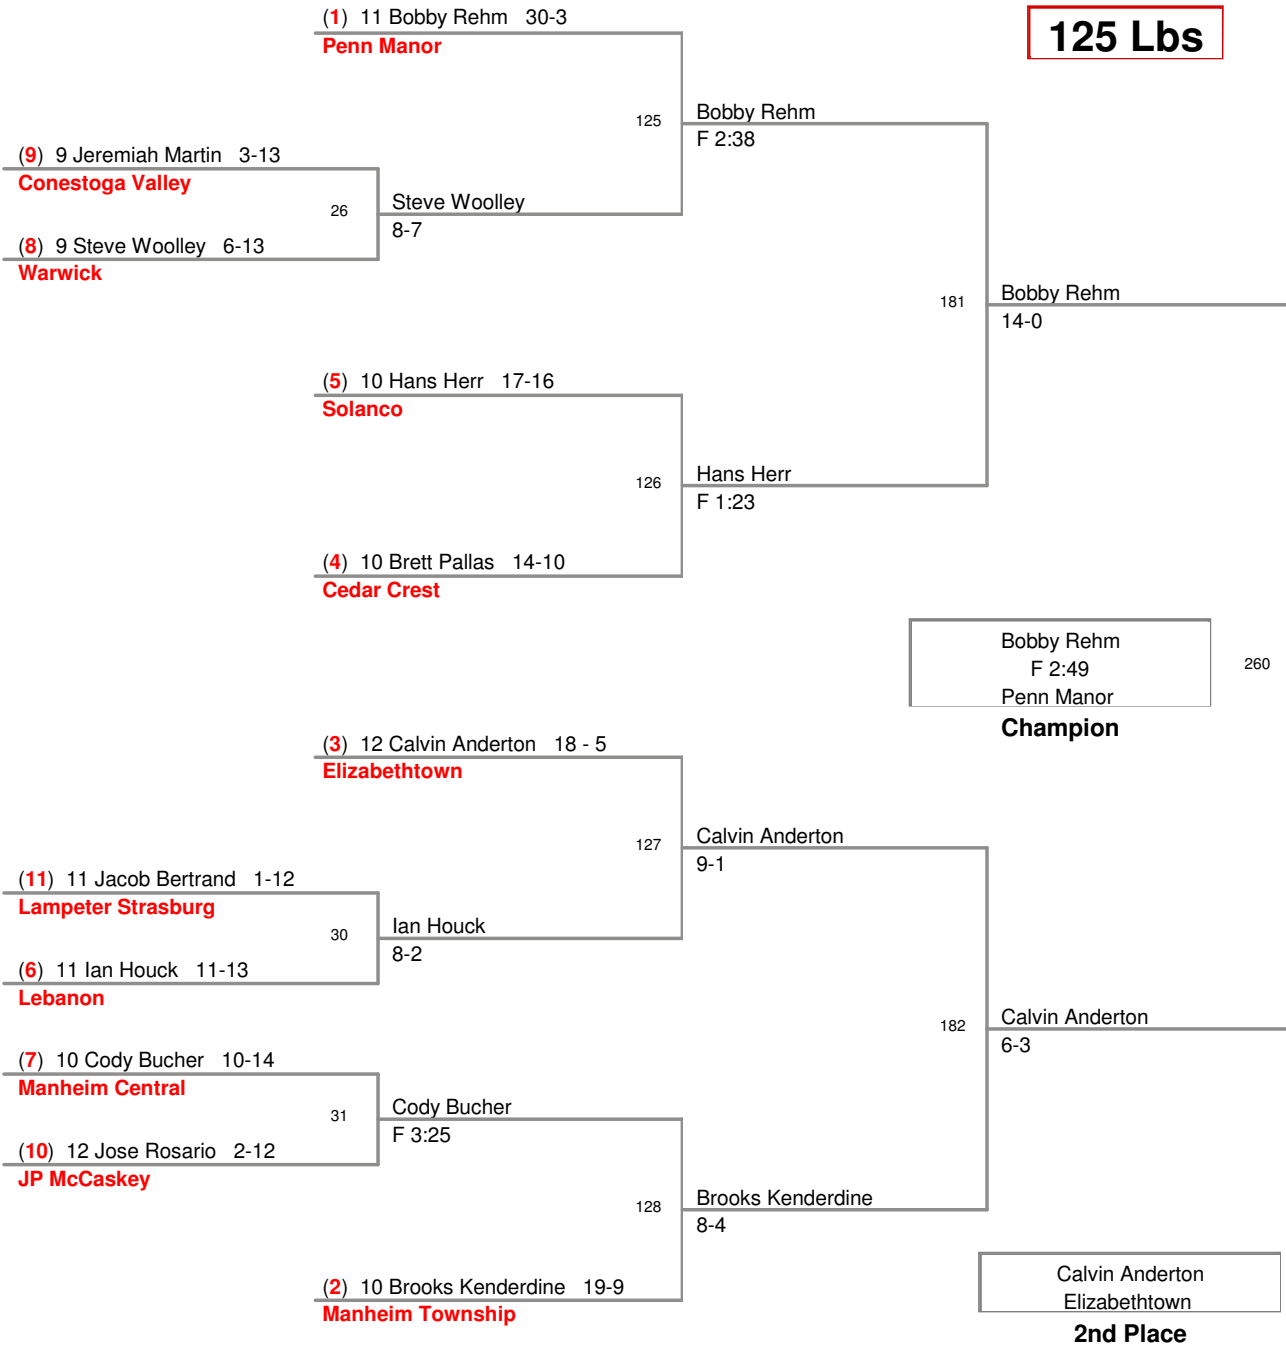 (1) 11 Bobby Rehm 30-3
Penn Manor
125 Lbs
125
Bobby Rehm
F 2:38
(9) 9 Jeremiah Martin 3-13
Conestoga Valley
26
Steve Woolley
8-7
(8) 9 Steve Woolley 6-13
Warwick
181
Bobby Rehm
14-0
(5) 10 Hans Herr 17-16
Solanco
126
Hans Herr
F 1:23
(4) 10 Brett Pallas 14-10
Cedar Crest
Bobby Rehm
F 2:49
Penn Manor
Champion
260
(3) 12 Calvin Anderton 18 - 5
Elizabethtown
127
Calvin Anderton
9-1
(11) 11 Jacob Bertrand 1-12
Lampeter Strasburg
30
Ian Houck
8-2
(6) 11 Ian Houck 11-13
Lebanon
182
Calvin Anderton
6-3
(7) 10 Cody Bucher 10-14
Manheim Central
31
Cody Bucher
F 3:25
(10) 12 Jose Rosario 2-12
JP McCaskey
128
Brooks Kenderdine
8-4
(2) 10 Brooks Kenderdine 19-9
Manheim Township
Calvin Anderton
Elizabethtown
2nd Place